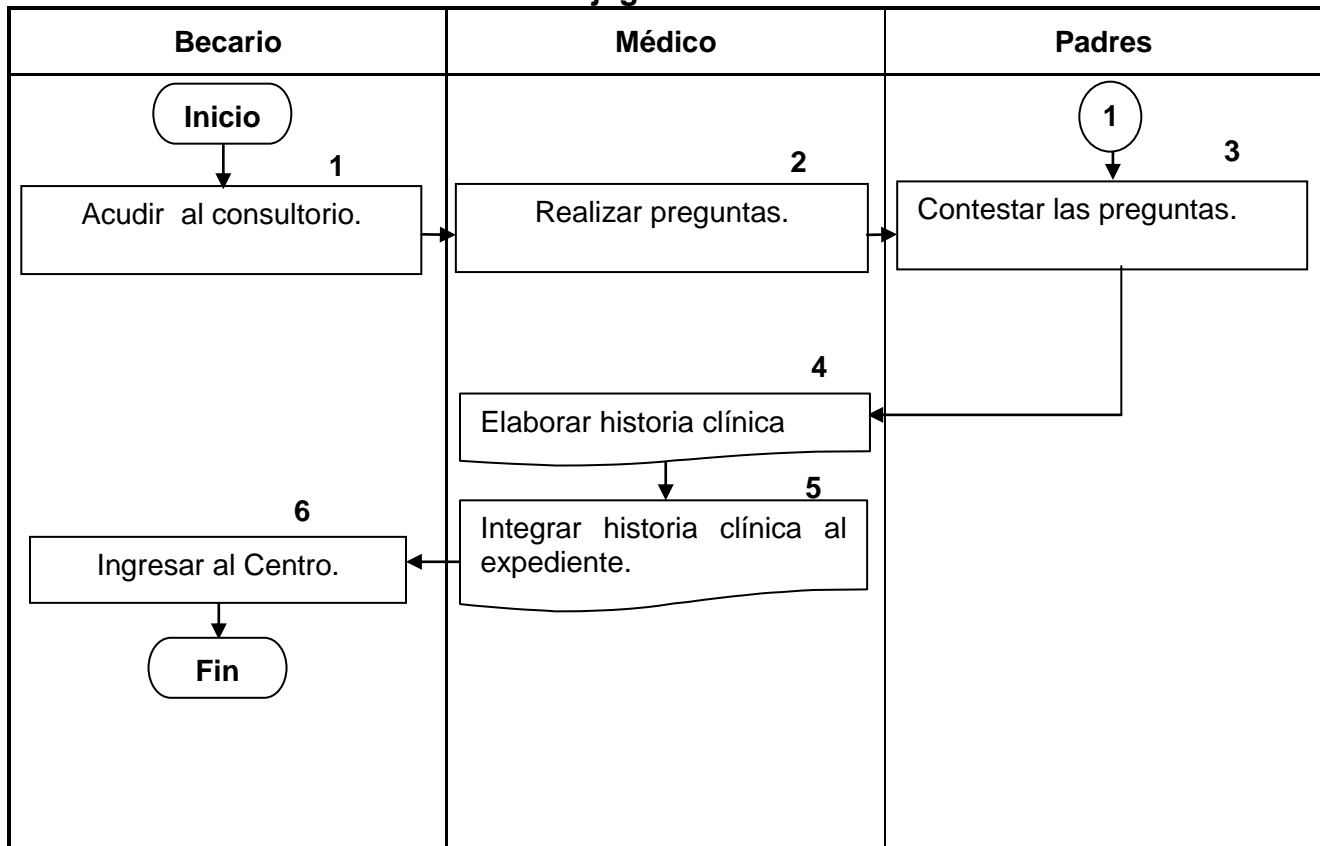 Becario
Médico
Padres
Inicio
1
1
2
3
Acudir al consultorio.
Realizar preguntas.
Contestar las preguntas.
4
Elaborar historia clínica
5
Integrar historia clínica al
expediente.
6
Ingresar al Centro.
Fin